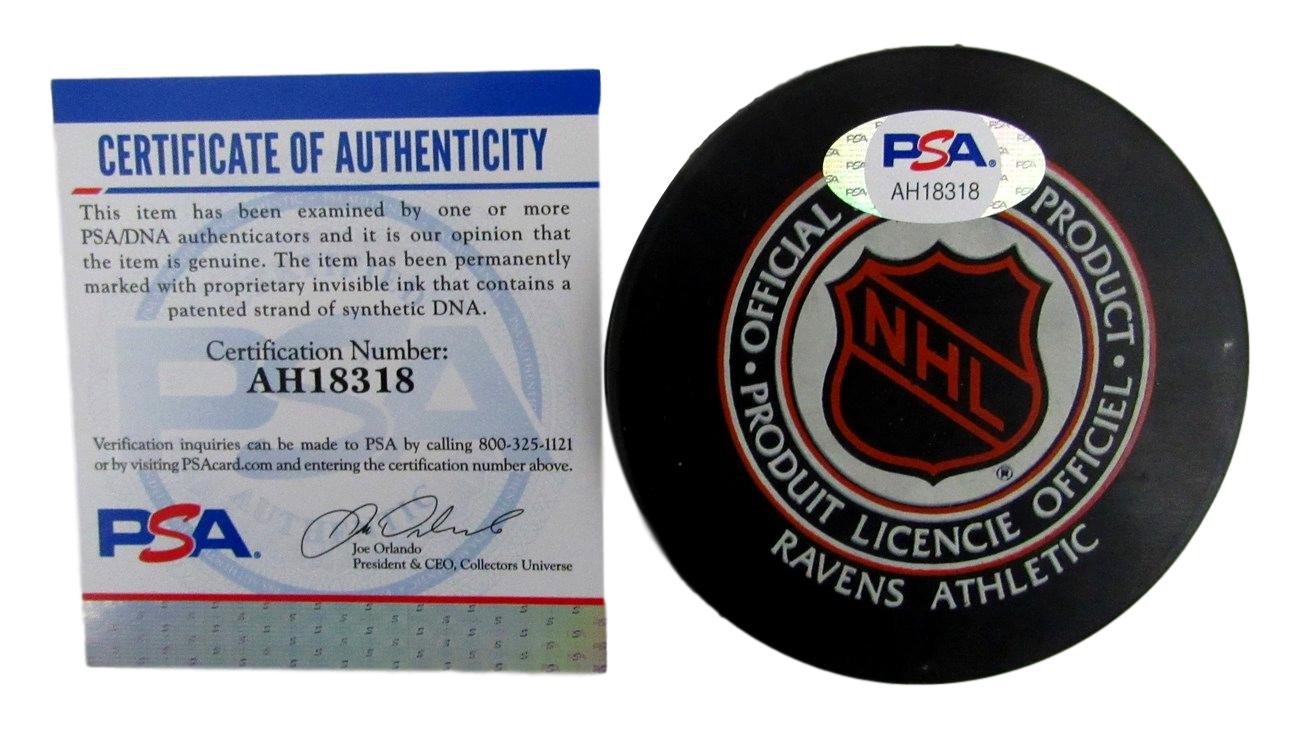 CERTIFICATE OF AUTHENTICITY
This item has been examined by one or more
PSA/DNA authenticators and it is our opinion that
the item is genuine. The item has been permanently
marked with proprietary invisible ink that contains a
patented strand of synthetic DNA.
Certification Number:
AH18318
Verification inquiries can be made to PSA by calling 800-325-1121
or by visiting PSAcard.com and entering the certification number above.
PSA.
Joe Orlando
President & CEO, Collectors Universe
PSA®
AH18318
OFFICIAL
PRODUCT
NHL
®
• PRODUIT LICENCIE OFFICIEL •
RAVENS ATHLETIC